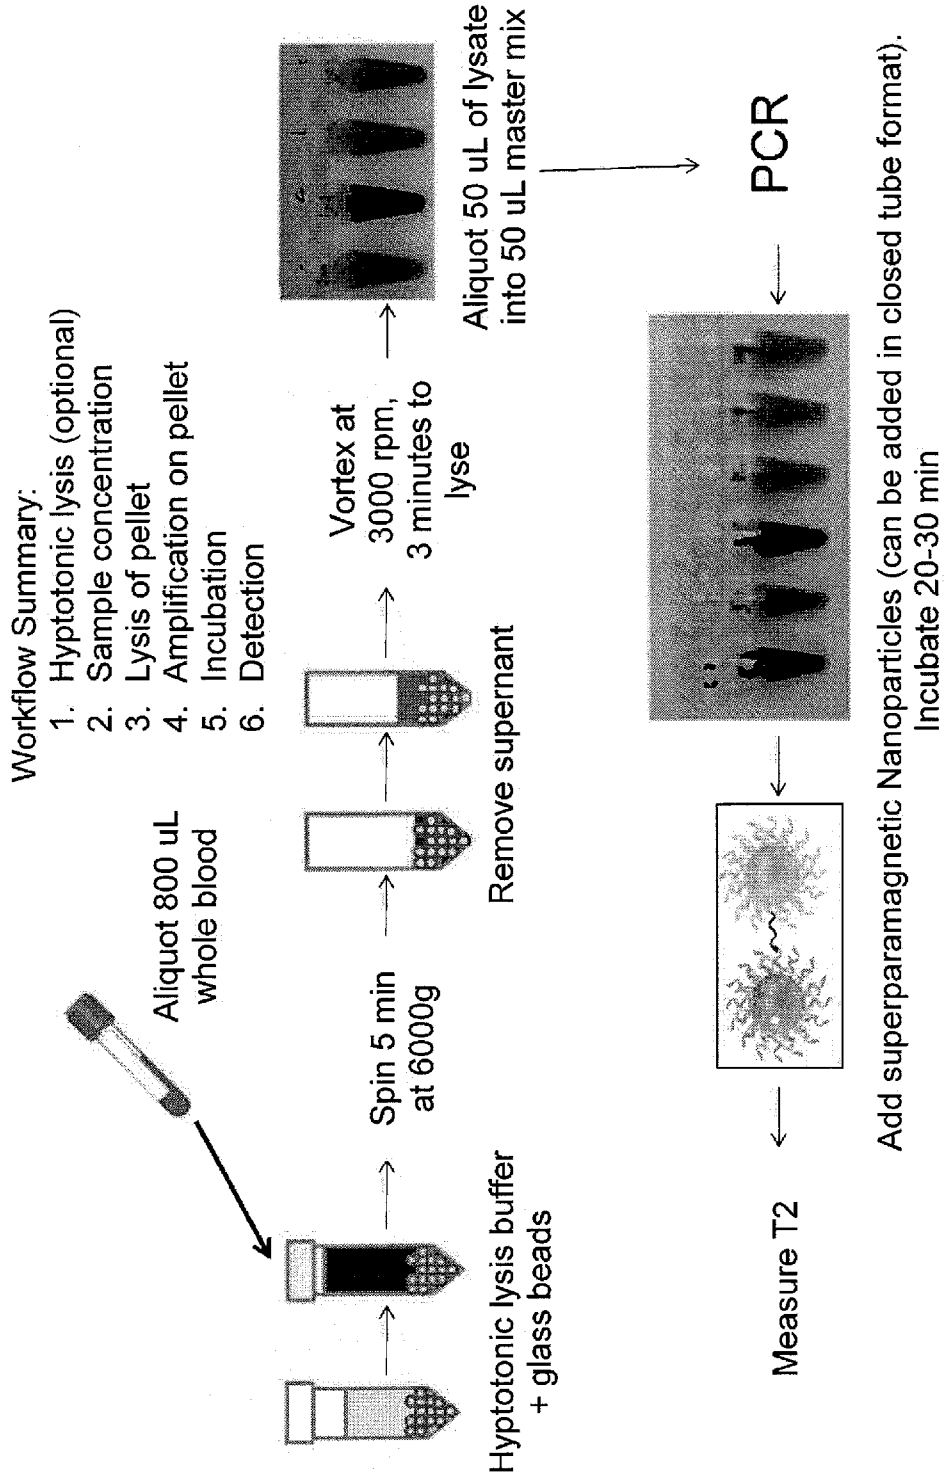 Workflow Summary:
1. Hyptotonic lysis (optional)
2. Sample concentration
3. Lysis of pellet
4. Amplification on pellet
5. Incubation
6. Detection
Aliquot 800 uL
whole blood
Hyptotonic lysis buffer
+ glass beads
Spin 5 min
at 6000g
Remove supernant
Vortex at
3000 rpm,
3 minutes to
lyse
Aliquot 50 uL of lysate
into 50 uL master mix
PCR
Add superparamagnetic Nanoparticles (can be added in closed tube format).
Incubate 20-30 min
Measure T2